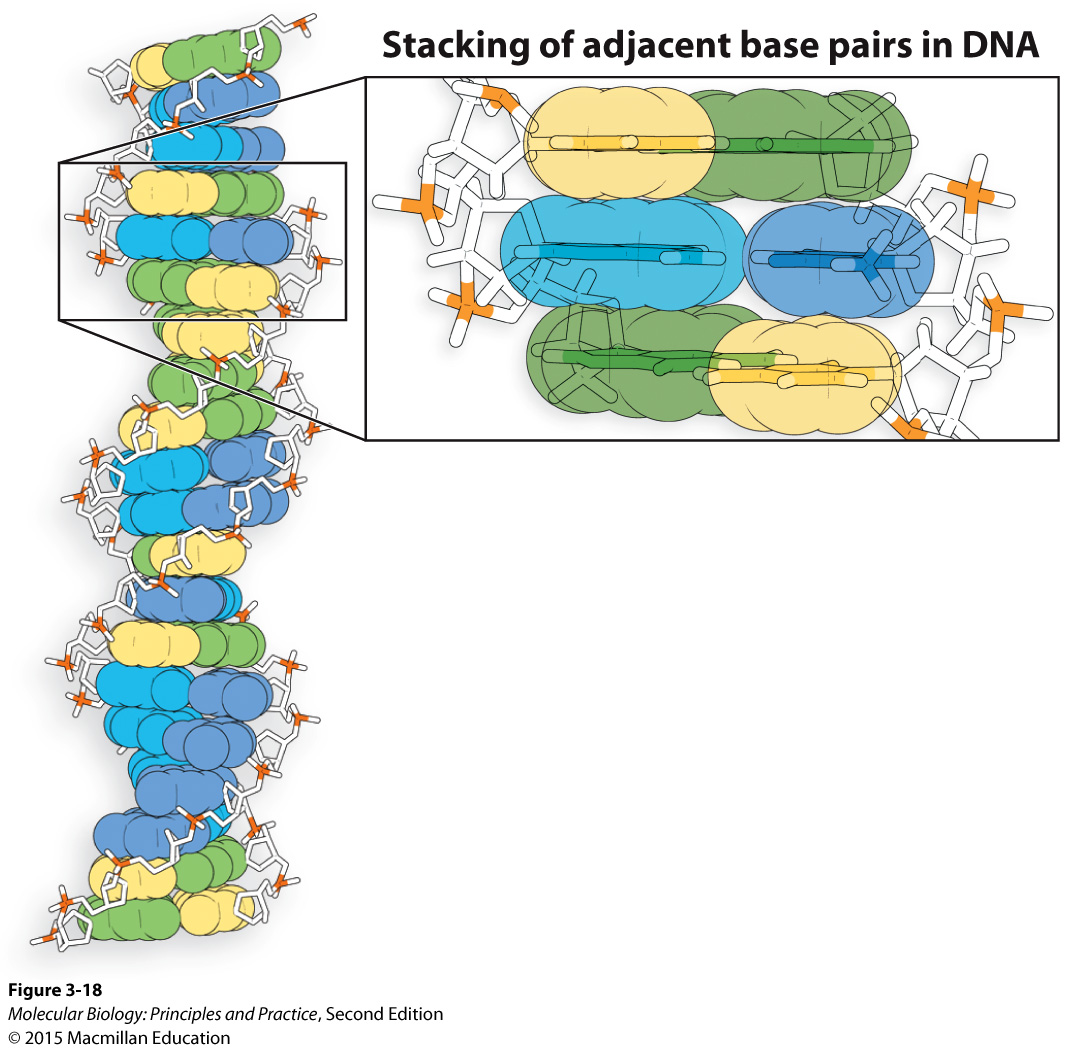 Stacking of adjacent base pairs in DNA
Figure 3-18
Molecular Biology: Principles and Practice, Second Edition
© 2015 Macmillan Education